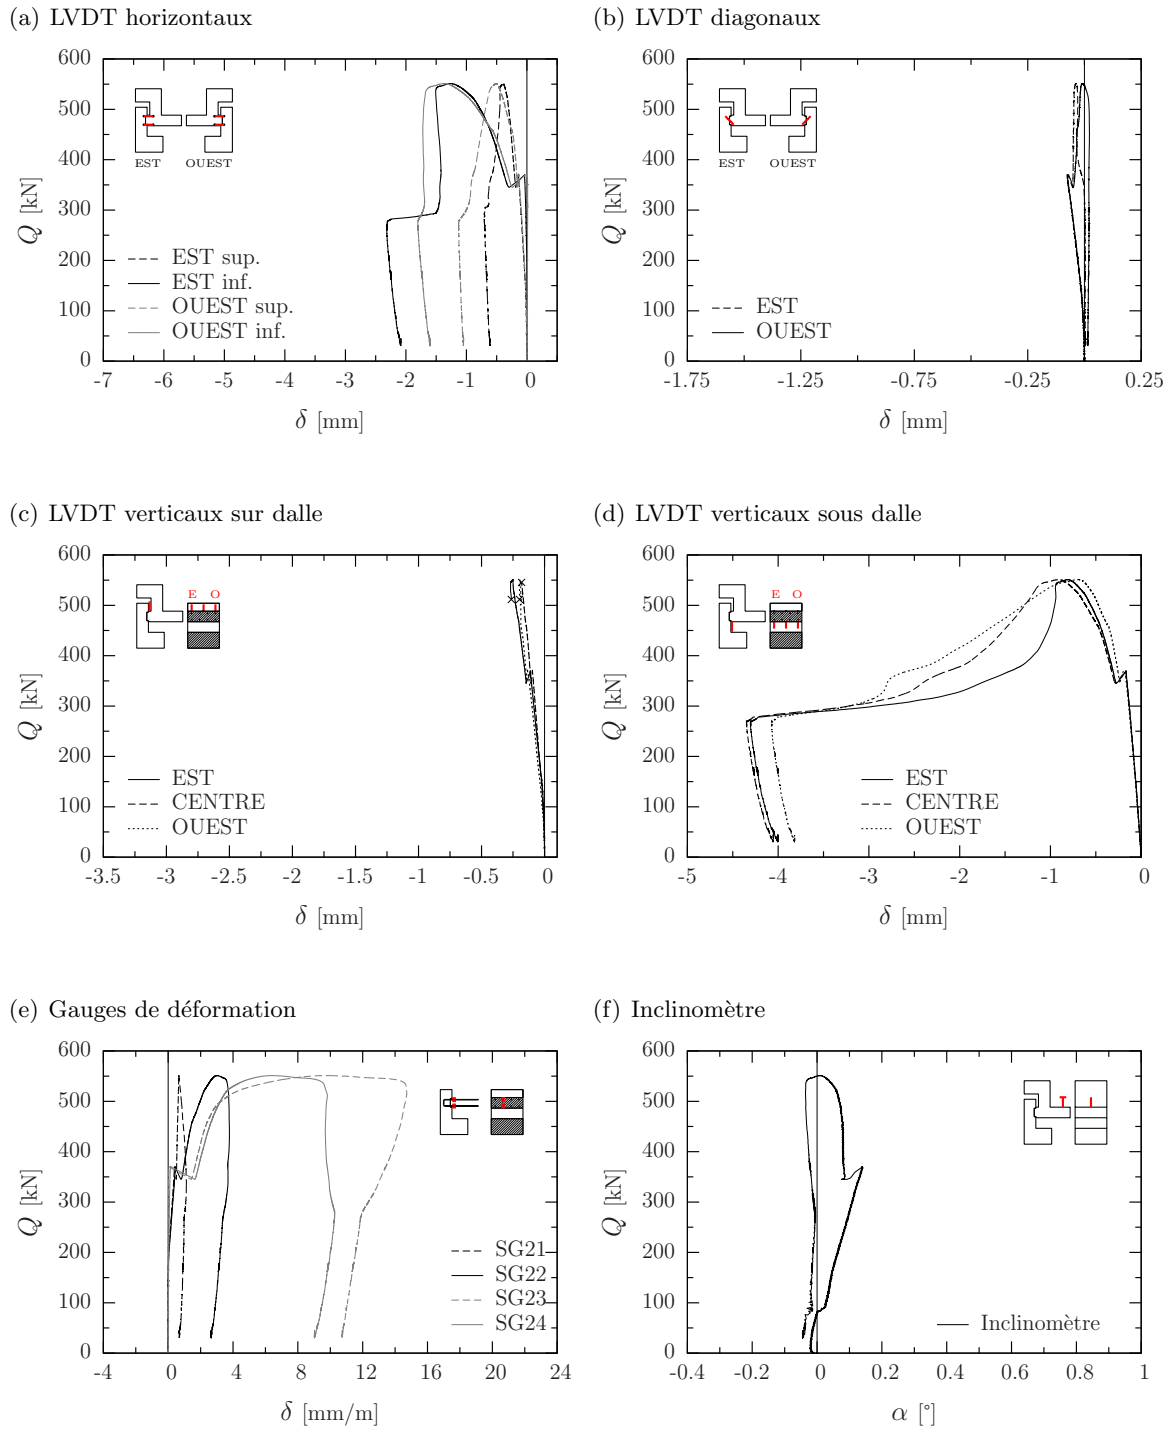 (a) LVDT horizontaux
600
500
400
300
200
100
0
Q [kN]
EST
OUEST
EST sup.
EST inf.
OUEST sup.
OUEST inf.
-7 -6 -5 -4 -3 -2 -1 0
δ [mm]
(b) LVDT diagonaux
600
500
400
300
200
100
0
Q [kN]
EST
OUEST
EST
OUEST
-1.75 -1.25 -0.75 -0.25 0.25
δ [mm]
(c) LVDT verticaux sur dalle
600
500
400
300
200
100
0
Q [kN]
E O
EST
CENTRE
OUEST
-3.5 -3 -2.5 -2 -1.5 -1 -0.5 0
δ [mm]
(d) LVDT verticaux sous dalle
600
500
400
300
200
100
0
Q [kN]
E O
EST
CENTRE
OUEST
-5 -4 -3 -2 -1 0
δ [mm]
(e) Gauges de déformation
600
500
400
300
200
100
0
Q [kN]
SG21
SG22
SG23
SG24
-4 0 4 8 12 16 20 24
δ [mm/m]
(f) Inclinomètre
600
500
400
300
200
100
0
Q [kN]
Inclinomètre
-0.4 -0.2 0 0.2 0.4 0.6 0.8 1
α [°]